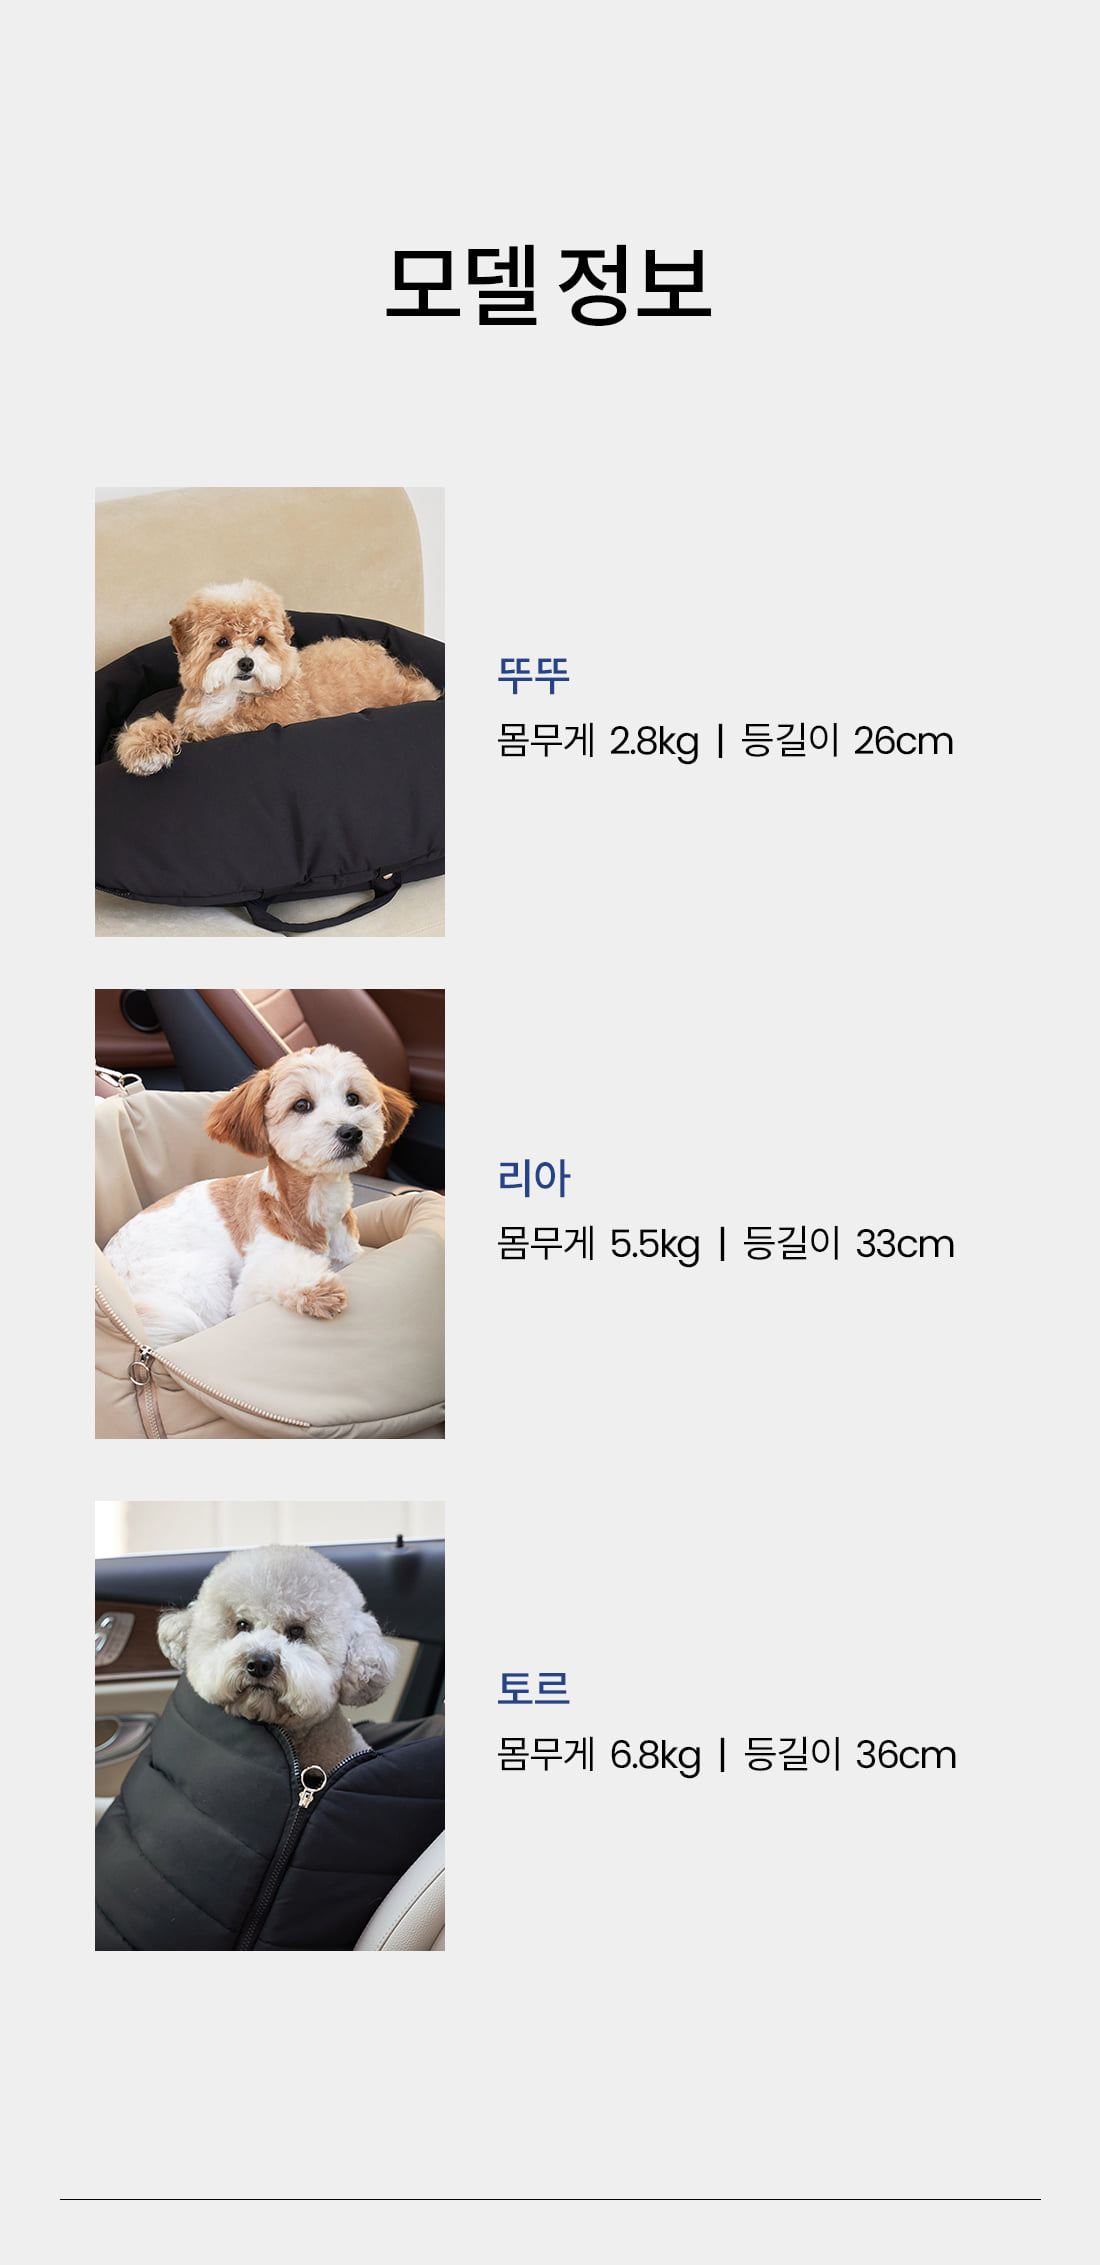 모델 정보
뚜뚜
몸무게 2.8kg | 등길이 26cm
리아
몸무게 5.5kg | 등길이 33cm
토르
몸무게 6.8kg | 등길이 36cm